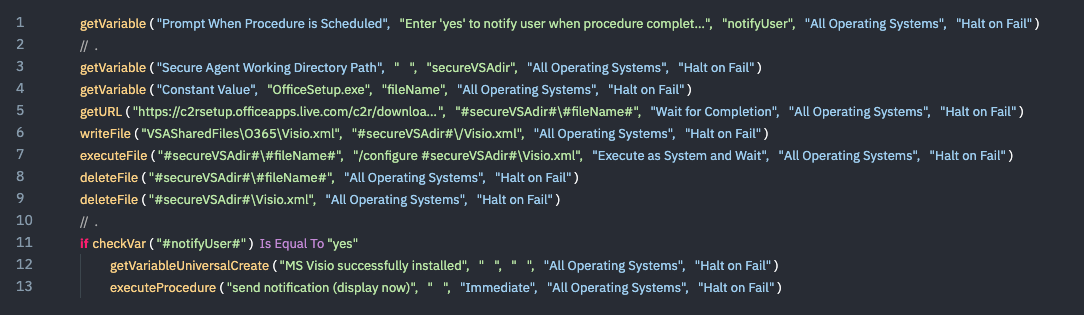 1 getVariable ("Prompt When Procedure is Scheduled", "Enter 'yes' to notify user when procedure complet...", "notifyUser", "All Operating Systems", "Halt on Fail")
2 // .
3 getVariable ("Secure Agent Working Directory Path", " ", "secureVSAdir", "All Operating Systems", "Halt on Fail")
4 getVariable ("Constant Value", "OfficeSetup.exe", "fileName", "All Operating Systems", "Halt on Fail")
5 getURL ("https://c2rsetup.officeapps.live.com/c2r/downloa...", "#secureVSAdir#\#fileName#", "Wait for Completion", "All Operating Systems", "Halt on Fail")
6 writeFile ("VSASharedFiles\O365\Visio.xml", "#secureVSAdir#\/Visio.xml", "All Operating Systems", "Halt on Fail")
7 executeFile ("#secureVSAdir#\#fileName#", "/configure #secureVSAdir#\Visio.xml", "Execute as System and Wait", "All Operating Systems", "Halt on Fail")
8 deleteFile ("#secureVSAdir#\#fileName#", "All Operating Systems", "Halt on Fail")
9 deleteFile ("#secureVSAdir#\Visio.xml", "All Operating Systems", "Halt on Fail")
10 // .
11 if checkVar ("#notifyUser#") Is Equal To "yes"
12 getVariableUniversalCreate ("MS Visio successfully installed", " ", " ", "All Operating Systems", "Halt on Fail")
13 executeProcedure ("send notification (display now)", " ", "Immediate", "All Operating Systems", "Halt on Fail")